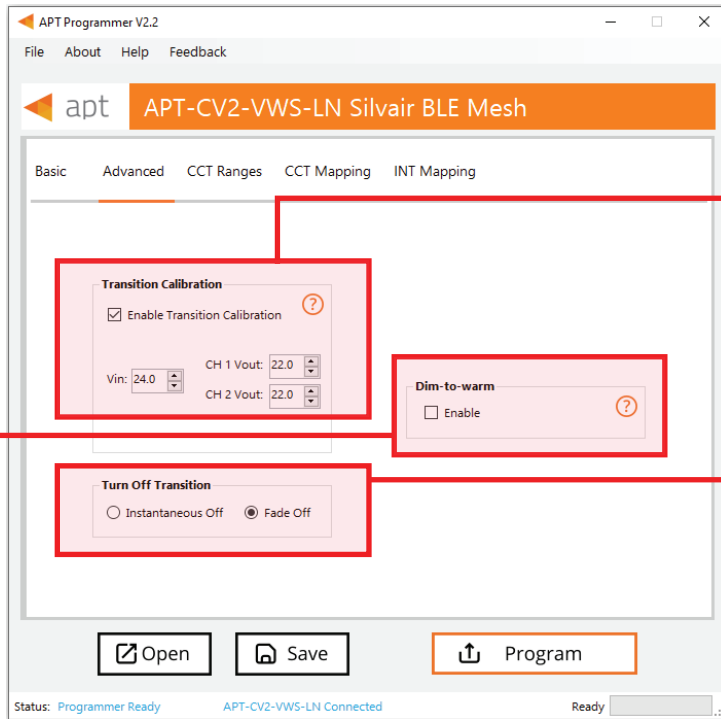 APT Programmer V2.2
File About Help Feedback
apt APT-CV2-VWS-LN Silvair BLE Mesh
Basic Advanced CCT Ranges CCT Mapping INT Mapping
Transition Calibration
?
Enable Transition Calibration
CH 1 Vout: 22.0
Vin: 24.0
CH 2 Vout: 22.0
Dim-to-warm
Enable ?
Turn Off Transition
Instantaneous Off Fade Off
Open Save Program
Status: Programmer Ready APT-CV2-VWS-LN Connected Ready